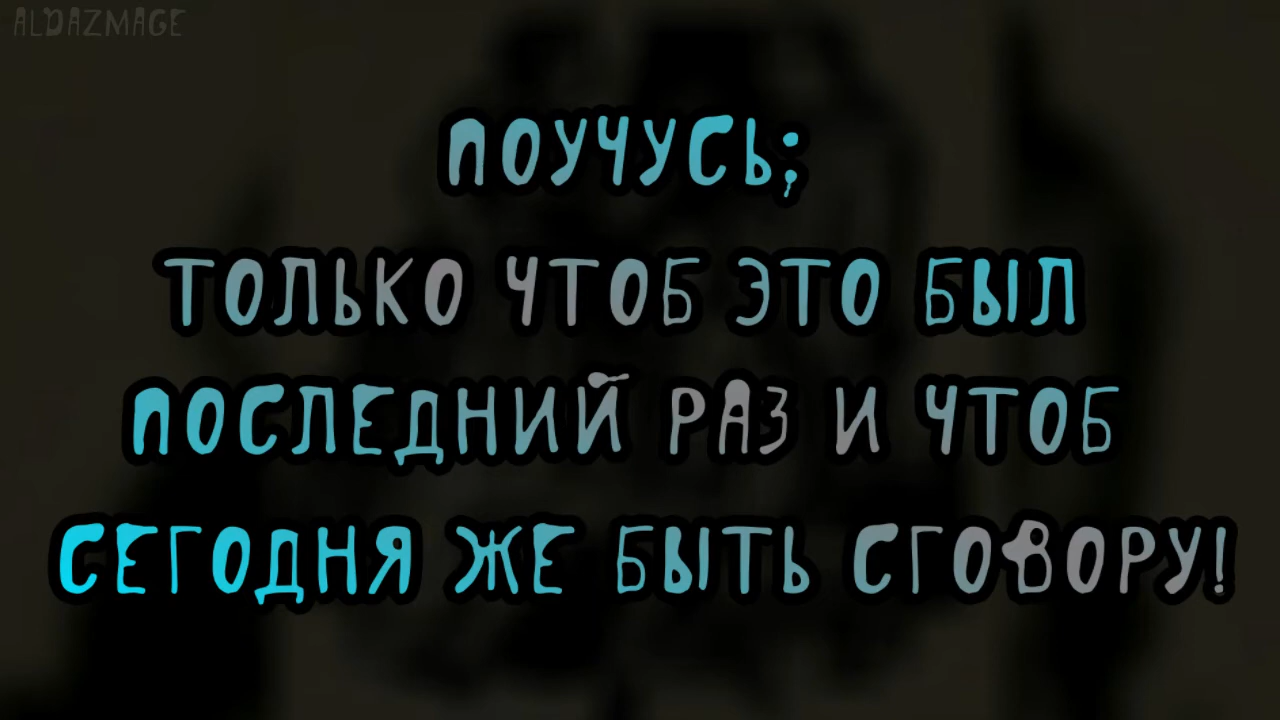 ALDAZMAGE
ПОУЧУСЬ;
ТОЛЬКО ЧТОБ ЭТО БЫЛ
ПОСЛЕДНИЙ РАЗ И ЧТОБ
СЕГОДНЯ ЖЕ БЫТЬ СГОВОРУ!